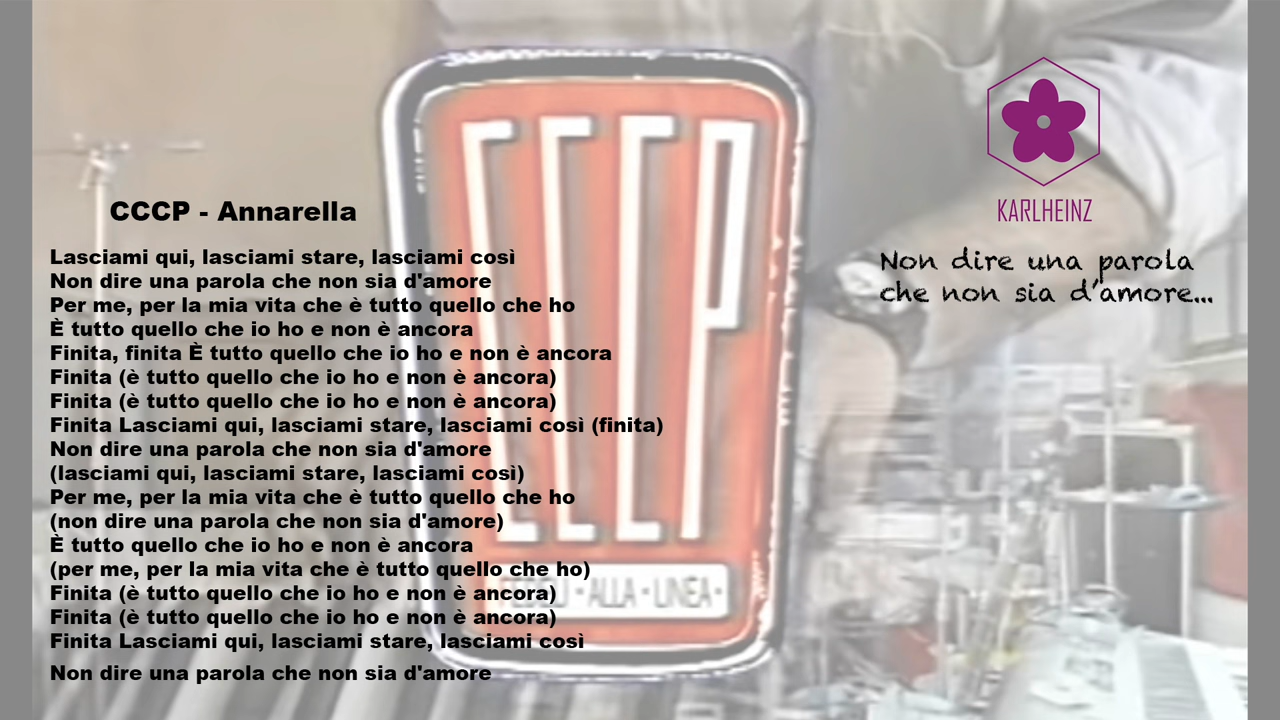 CCCP - Annarella
Lasciami qui, lasciami stare, lasciami così
Non dire una parola che non sia d'amore
Per me, per la mia vita che è tutto quello che ho
È tutto quello che io ho e non è ancora
Finita, finita È tutto quello che io ho e non è ancora
Finita (è tutto quello che io ho e non è ancora)
Finita (è tutto quello che io ho e non è ancora)
Finita Lasciami qui, lasciami stare, lasciami così (finita)
Non dire una parola che non sia d'amore
(lasciami qui, lasciami stare, lasciami così)
Per me, per la mia vita che è tutto quello che ho
(non dire una parola che non sia d'amore)
È tutto quello che io ho e non è ancora
(per me, per la mia vita che è tutto quello che ho)
Finita (è tutto quello che io ho e non è ancora)
Finita (è tutto quello che io ho e non è ancora)
Finita Lasciami qui, lasciami stare, lasciami così
Non dire una parola che non sia d'amore
CCCP
FEDELI · ALLA · LINEA ·
KARLHEINZ
Non dire una parola
che non sia d'amore...